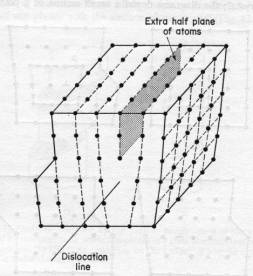 Extra half plane
of atoms
Dislocation
line